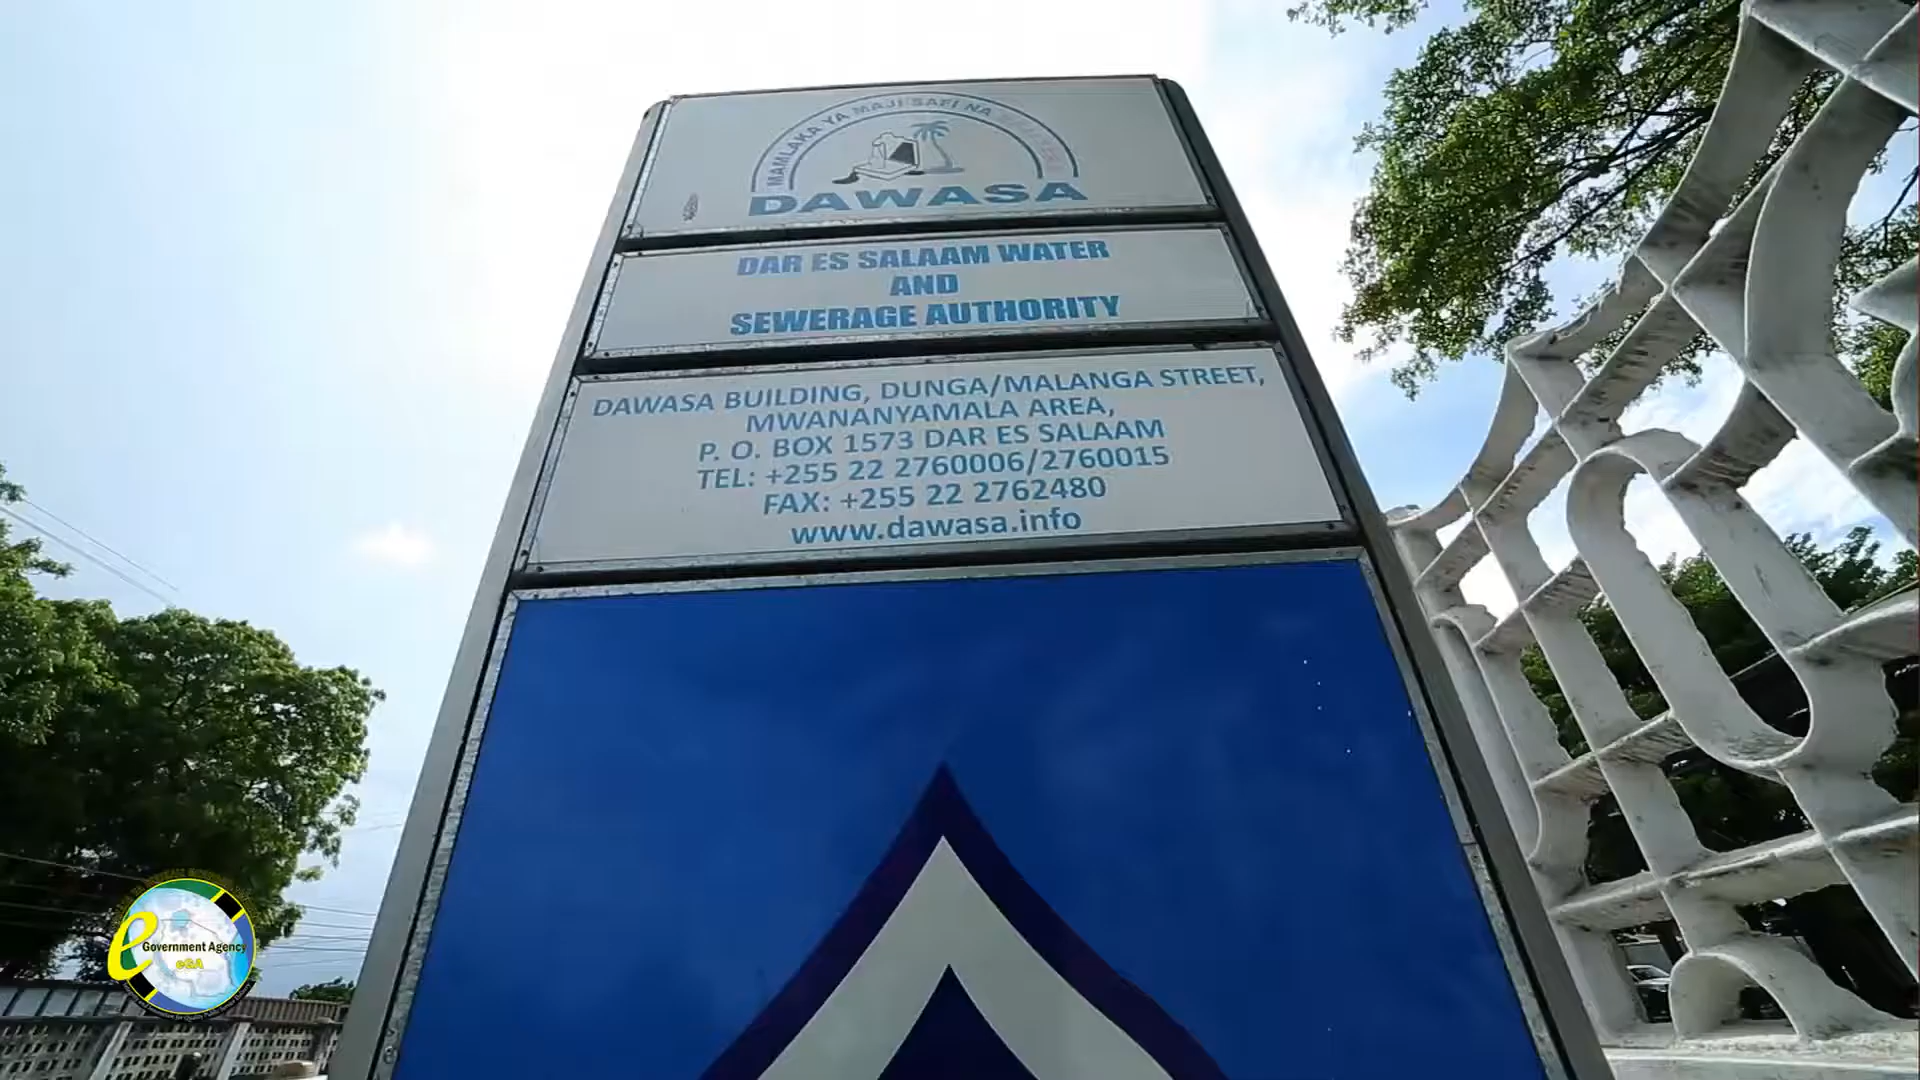 MAMLAKA YA MAJI SAFI NA
DAWASA
DAR ES SALAAM WATER
AND
SEWERAGE AUTHORITY
DAWASA BUILDING, DUNGA/MALANGA STREET,
MWANANYAMALA AREA,
P. O. BOX 1573 DAR ES SALAAM
TEL: +255 22 2760006/2760015
FAX: +255 22 2762480
www.dawasa.info
e
Government Agency
eGA